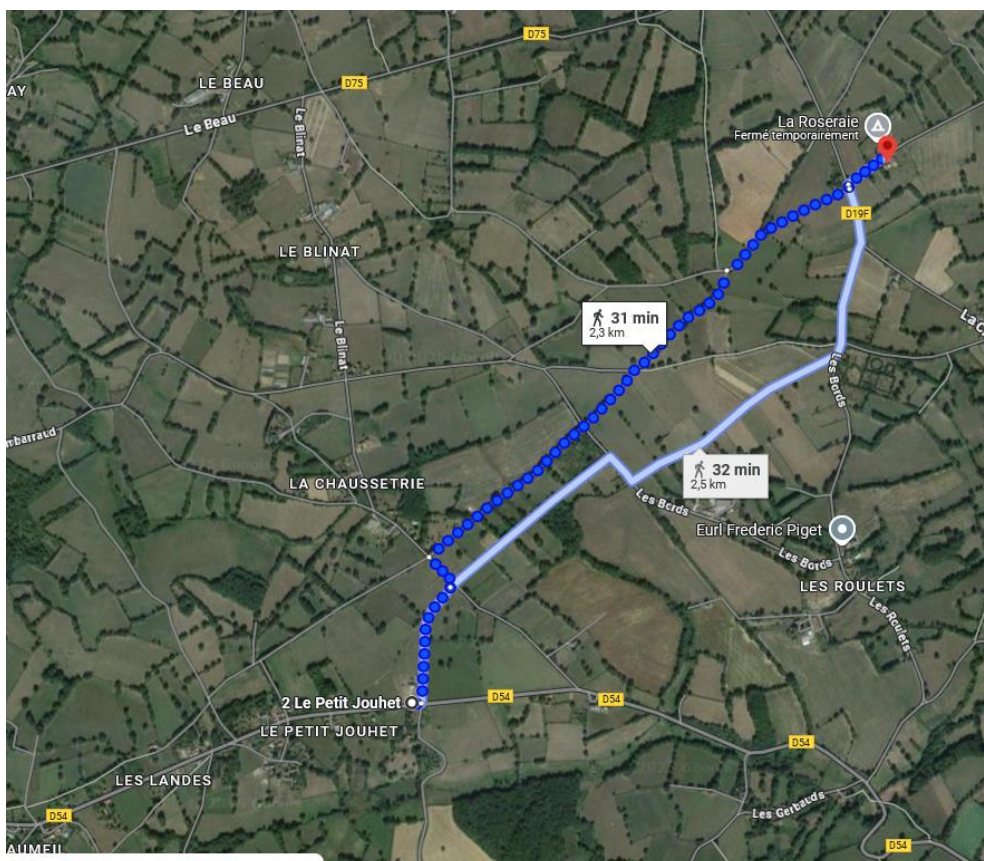 D75
LE BEAU
D75
AY
Le Beau
Le Blinat
La Roseraie
Fermé temporairement
D19F
LE BLINAT
31 min
2,3 km
Le Blinat
Les Bords
32 min
2,5 km
LA CHAUSSETRIE
Les Bords
Eurl Frederic Piget
Les Bords
LES ROULETS
Les Roulets
2 Le Petit Jouhet
D54
D54
LE PETIT JOUHET
D54
LES LANDES
Les Gerbauds
D54
D54
AUMEIL